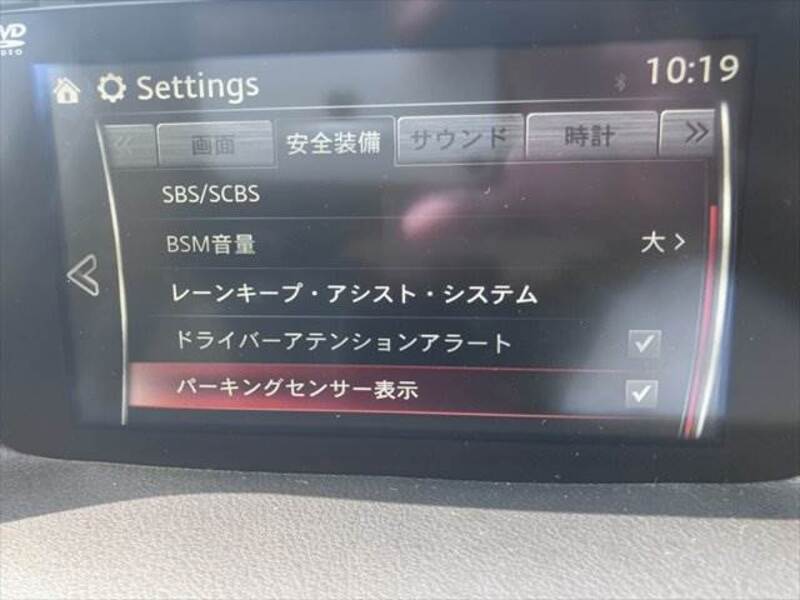 DVD
VIDEO
Settings
10:19
画面
安全装備
サウンド
時計
SBS/SCBS
BSM音量
大
レーンキープ・アシスト・システム
ドライバーアテンションアラート
パーキングセンサー表示